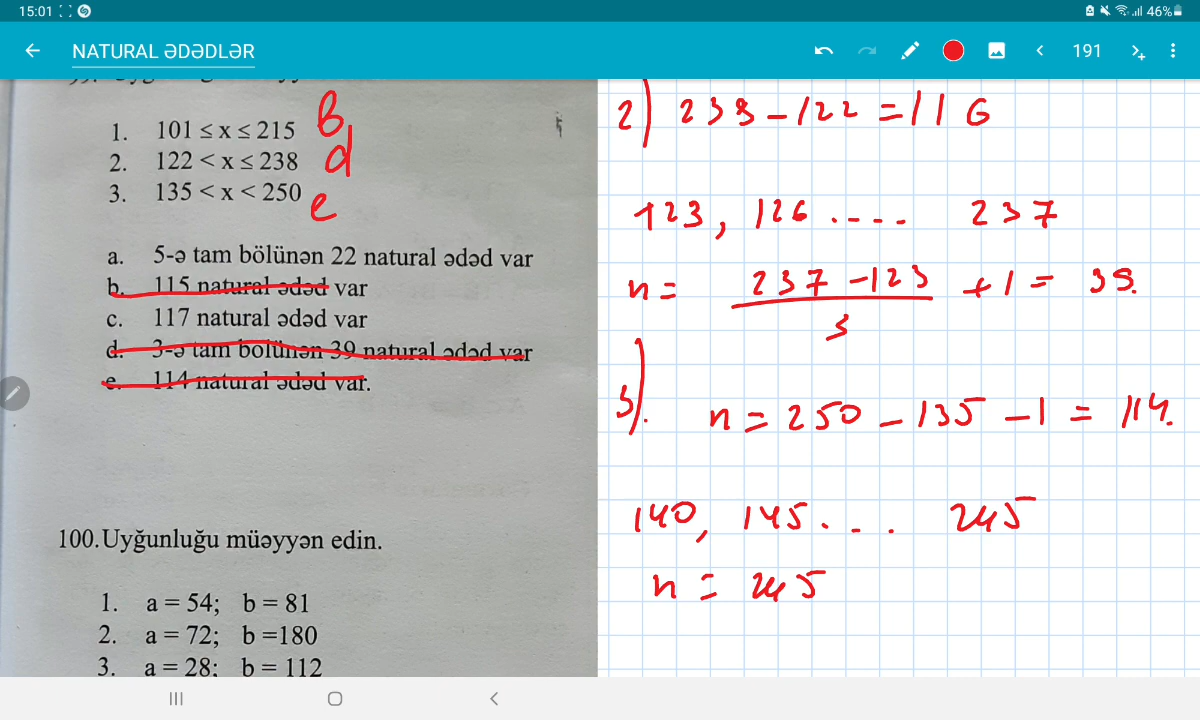 15:01
46%
NATURAL ƏDƏDLƏR
191
1. 101 ≤ x ≤ 215 B
2. 122 < x ≤ 238 d
3. 135 < x < 250 e
a. 5-ə tam bölünən 22 natural ədəd var
b. 115 natural ədəd var
c. 117 natural ədəd var
d. 3-ə tam bölünən 39 natural ədəd var
e. 114 natural ədəd var.
100. Uyğunluğu müəyyən edin.
1. a = 54; b = 81
2. a = 72; b =180
3. a = 28; b = 112
2) 238 - 122 = 116
123, 126 .... 237
n = 237 - 123 / 3 + 1 = 39.
3). n = 250 - 135 - 1 = 114.
140, 145 ... 245
n = 245